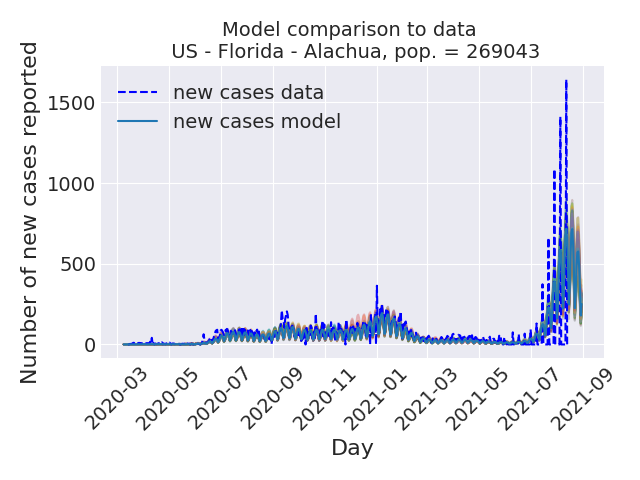 Model comparison to data
US - Florida - Alachua, pop. = 269043
Number of new cases reported
1500
1000
500
0
new cases data
new cases model
2020-03
2020-05
2020-07
2020-09
2020-11
2021-01
2021-03
2021-05
2021-07
2021-09
Day